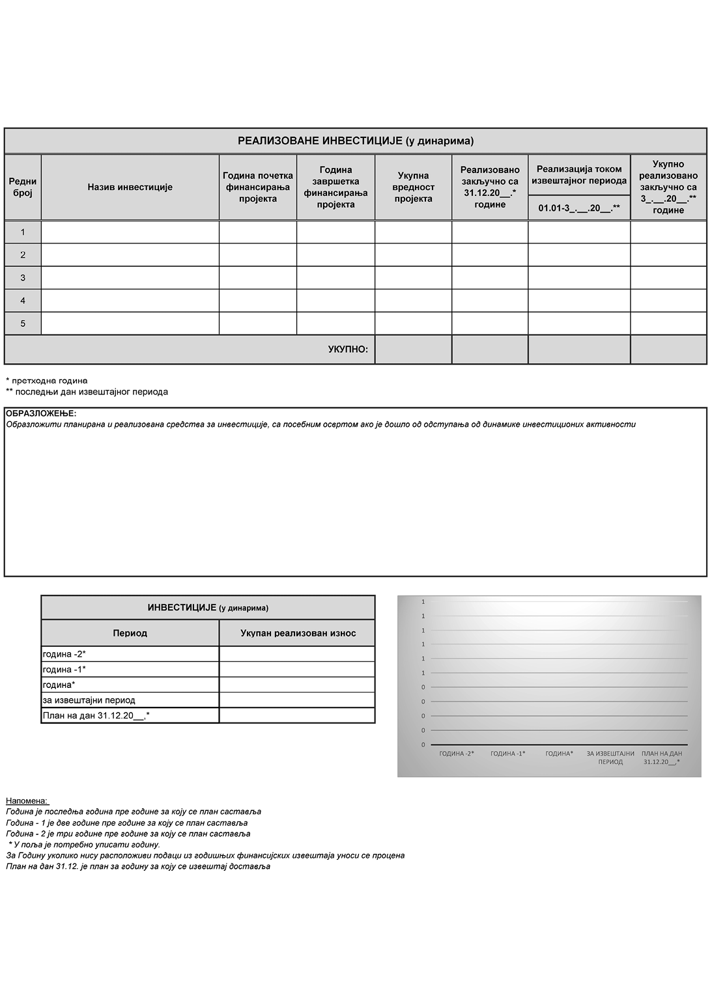 РЕАЛИЗОВАНЕ ИНВЕСТИЦИЈЕ (у динарима)
Редни
број
Назив инвестиције
Година почетка
финансирања
пројекта
Година
завршетка
финансирања
пројекта
Укупна
вредност
пројекта
Реализовано
закључно са
31.12.20__.*
године
Реализација током
извештајног периода
01.01-3_.__.20__.**
Укупно
реализовано
закључно са
3_.__.20__.**
године
1
2
3
4
5
УКУПНО:
* претходна година
** последњи дан извештајног периода
ОБРАЗЛОЖЕЊЕ:
Образложити планирана и реализована средства за инвестиције, са посебним освртом ако је дошло од одступања од динамике инвестиционих активности
ИНВЕСТИЦИЈЕ (у динарима)
Период
Укупан реализован износ
година -2*
година -1*
година*
за извештајни период
План на дан 31.12.20__,*
1
1
1
1
1
1
0
0
0
0
0
ГОДИНА -2*
ГОДИНА -1*
ГОДИНА*
ЗА ИЗВЕШТАЈНИ
ПЕРИОД
ПЛАН НА ДАН
31.12.20__,*
Напомена:
Година је последња година пре године за коју се план саставља
Година - 1 је две године пре године за коју се план саставља
Година - 2 је три године пре године за коју се план саставља
* У поља је потребно уписати годину.
За Годину уколико нису расположиви подаци из годишњих финансијских извештаја уноси се процена
План на дан 31.12. је план за годину за коју се извештај доставља